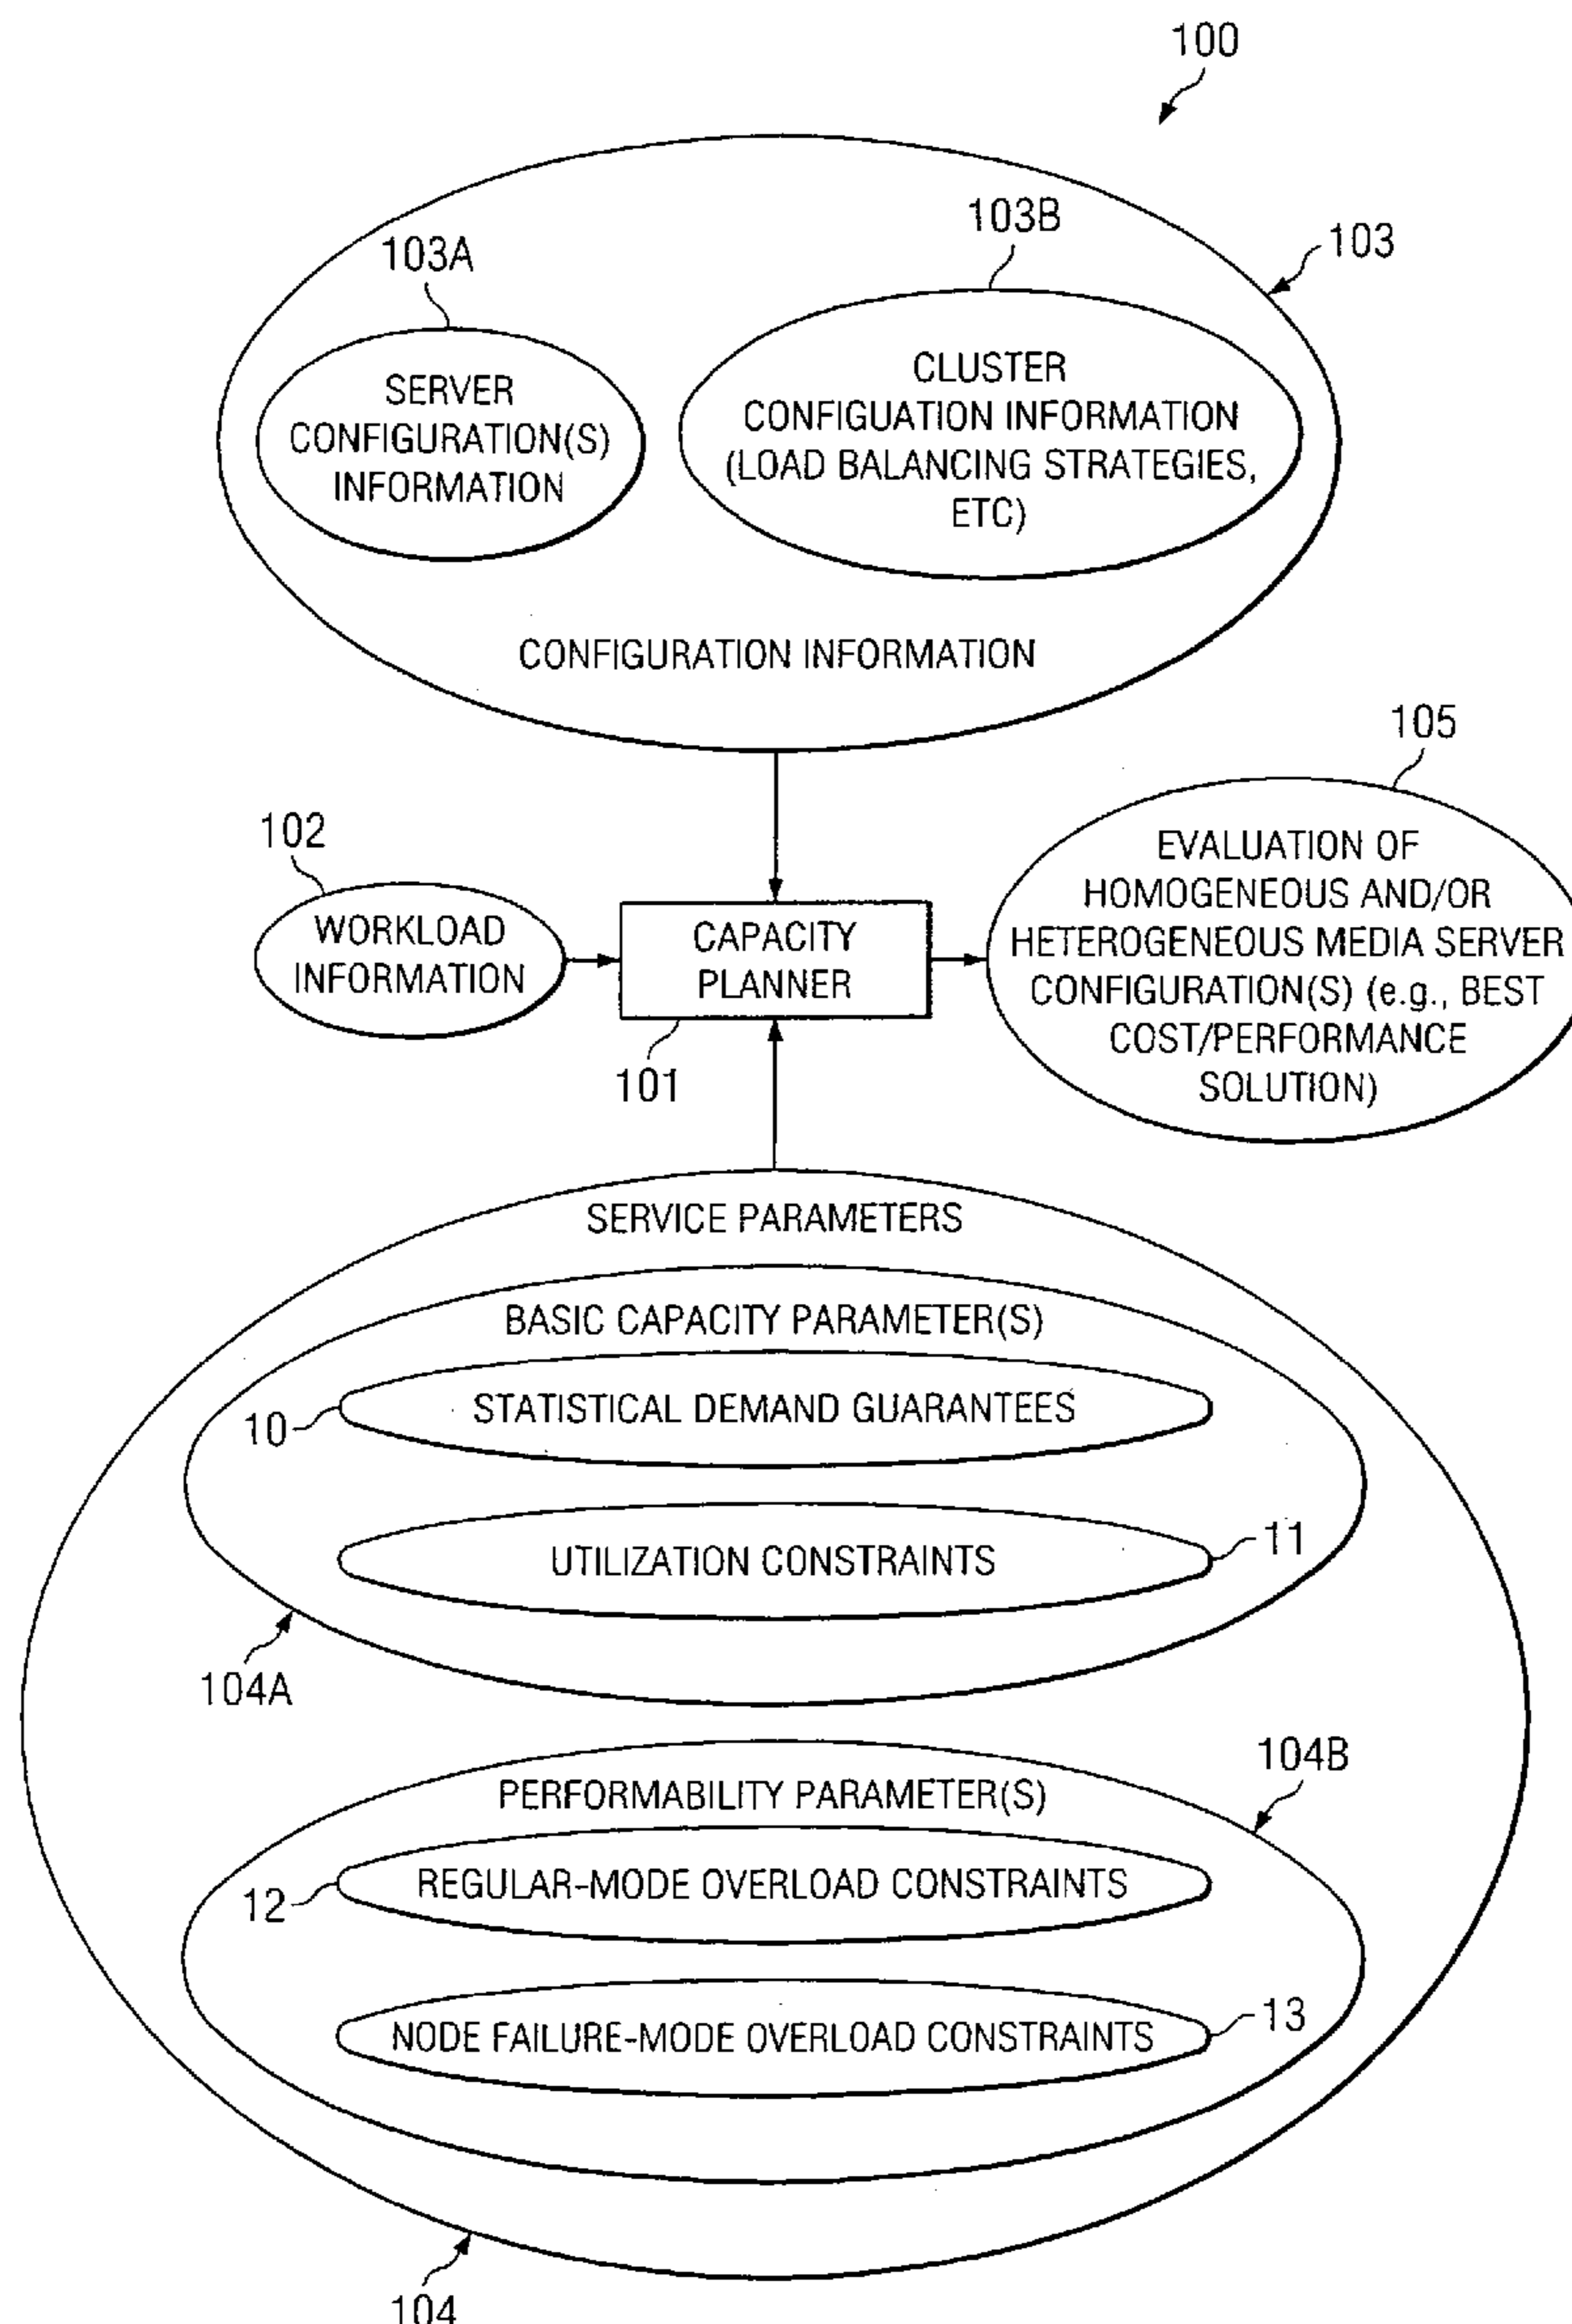 100
103B
103A
103
SERVER
CONFIGURATION(S)
INFORMATION
CLUSTER
CONFIGUATION INFORMATION
(LOAD BALANCING STRATEGIES,
ETC)
CONFIGURATION INFORMATION
105
102
WORKLOAD
INFORMATION
CAPACITY
PLANNER
101
EVALUATION OF
HOMOGENEOUS AND/OR
HETEROGENEOUS MEDIA SERVER
CONFIGURATION(S) (e.g., BEST
COST/PERFORMANCE
SOLUTION)
SERVICE PARAMETERS
BASIC CAPACITY PARAMETER(S)
10
STATISTICAL DEMAND GUARANTEES
UTILIZATION CONSTRAINTS
11
104A
104B
PERFORMABILITY PARAMETER(S)
12
REGULAR-MODE OVERLOAD CONSTRAINTS
NODE FAILURE-MODE OVERLOAD CONSTRAINTS
13
104